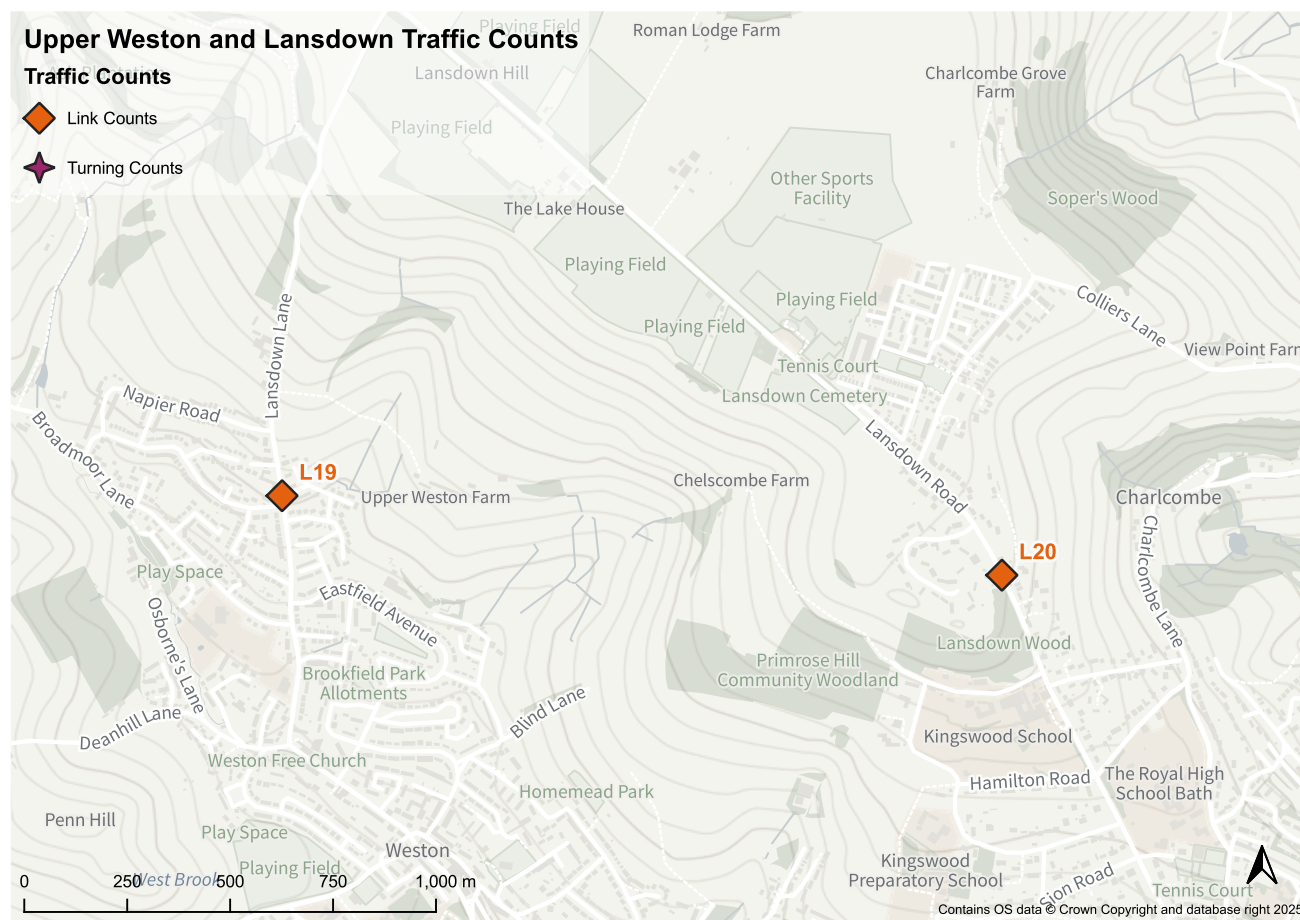 Upper Weston and Lansdown Traffic Counts
Traffic Counts
Link Counts
Turning Counts
Playing Field
Roman Lodge Farm
Lansdown Hill
Charlcombe Grove
Farm
Playing Field
Other Sports
Facility
Soper's Wood
The Lake House
Playing Field
Playing Field
Colliers Lane
Playing Field
View Point Farm
Lansdown Lane
Tennis Court
Napier Road
Lansdown Cemetery
Broadmoor Lane
Lansdown Road
L19
Chelscombe Farm
Upper Weston Farm
Charlcombe
L20
Charlcombe Lane
Play Space
Eastfield Avenue
Osborne's Lane
Lansdown Wood
Primrose Hill
Community Woodland
Brookfield Park
Allotments
Blind Lane
Deanhill Lane
Kingswood School
Weston Free Church
Hamilton Road
The Royal High
School Bath
Homemead Park
Penn Hill
Play Space
Weston
Playing Field
West Brook
Kingswood
Preparatory School
Sion Road
Tennis Court
0 250 500 750 1,000 m
Contains OS data © Crown Copyright and database right 2025